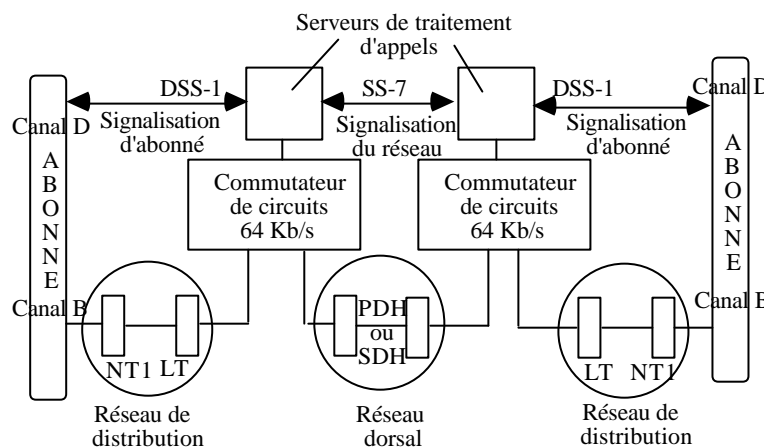 Serveurs de traitement
d'appels
DSS-1
SS-7
DSS-1
Canal D
Canal D
Signalisation
d'abonné
Signalisation
du réseau
Signalisation
d'abonné
A
B
O
N
N
E
A
B
O
N
N
E
Commutateur
de circuits
64 Kb/s
Commutateur
de circuits
64 Kb/s
Canal B
Canal B
PDH
ou
SDH
NT1
LT
LT
NT1
Réseau de
distribution
Réseau
dorsal
Réseau de
distribution